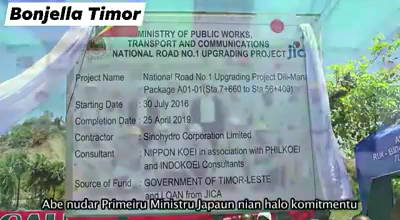 Bonjella Timor
MINISTRY OF PUBLIC WORKS,
TRANSPORT AND COMMUNICATIONS
NATIONAL ROAD NO.1 UPGRADING PROJECT jica
Project Name : National Road No.1 Upgrading Project Dili-Mana
Package A01-01(Sta.7+660 to Sta.56+400)
Starting Date : 30 July 2016
Completion Date : 25 April 2019
Contractor : Sinohydro Corporation Limited
Consultant : NIPPON KOEI in association with PHILKOEI
and INDOKOEI Consultants
Source of Fund : GOVERNMENT OF TIMOR-LESTE
and LOAN from JICA
Abe nudar Primeiru Ministru Japaun nian halo komitmentu